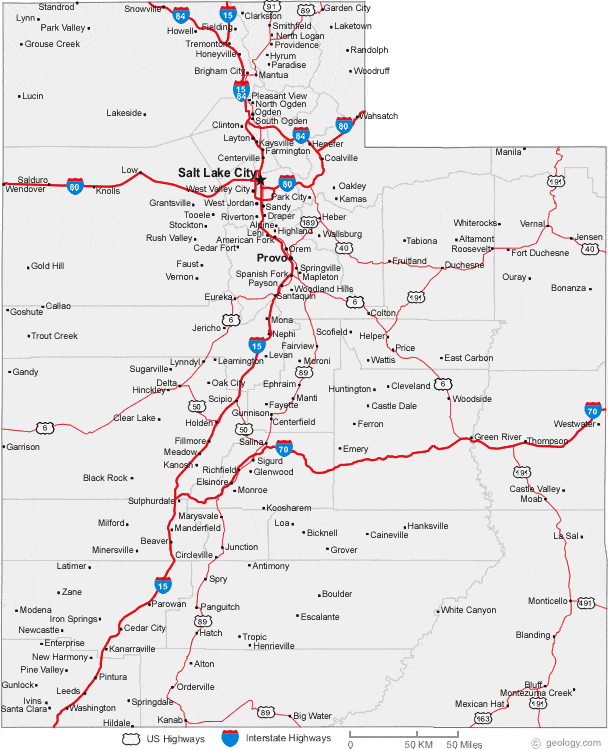 Standrod
Snowville
84
15
Clarkston
91
89
Garden City
Lynn
Park Valley
Howell
Fielding
Smithfield
Laketown
Grouse Creek
Tremonton
North Logan
Providence
Honeyville
Hyrum
Randolph
Paradise
Brigham City
Mantua
Woodruff
Lucin
15
84
Pleasant View
North Ogden
Lakeside
Ogden
South Ogden
Wahsatch
Clinton
80
84
Layton
Kaysville
Henefer
Farmington
Centerville
Coalville
Manila
Low
Salt Lake City
Salduro
Wendover
80
Knolls
West Valley City
80
Oakley
191
Park City
Kamas
Grantsville
West Jordan
Sandy
Tooele
Riverton
Draper
Heber
Stockton
Alpine
189
Whiterocks
Vernal
Lehi
Highland
Rush Valley
American Fork
Wallsburg
Tabiona
Altamont
Jensen
Cedar Fort
Orem
40
Roosevelt
Fort Duchesne
40
Provo
Fruitland
Duchesne
Gold Hill
Faust
Springville
Vernon
Spanish Fork
Mapleton
Ouray
Payson
Woodland Hills
Bonanza
Eureka
Santaquin
6
191
Callao
Goshute
6
Mona
Colton
Jericho
Nephi
Scofield
Helper
Trout Creek
15
Fairview
Price
Levan
Lynndyl
Leamington
Moroni
Wattis
East Carbon
Gandy
Sugarville
89
Delta
Oak City
Ephraim
Huntington
Cleveland
6
Hinckley
Scipio
Manti
Woodside
50
Fayette
Castle Dale
70
Clear Lake
Gunnison
Holden
Centerfield
Ferron
Westwater
6
50
Garrison
Fillmore
Salina
Green River
Thompson
Meadow
70
Emery
Kanosh
Sigurd
Richfield
Glenwood
191
Black Rock
Elsinore
Monroe
Castle Valley
Sulphurdale
Moab
Koosharem
Marysvale
Milford
Manderfield
Loa
Hanksville
Bicknell
Caineville
La Sal
Beaver
Minersville
Junction
Grover
Circleville
Latimer
Antimony
15
Spry
Zane
Boulder
Parowan
Monticello
491
Modena
Panguitch
White Canyon
Iron Springs
89
Escalante
Newcastle
Cedar City
Hatch
Tropic
Blanding
Enterprise
Henrieville
Kanarraville
New Harmony
Alton
Pine Valley
Pintura
Gunlock
Orderville
Bluff
Leeds
Montezuma Creek
Ivins
Springdale
Mexican Hat
191
Santa Clara
Washington
89
Big Water
163
Hildale
Kanab
US Highways
Interstate Highways
0
50 KM
0
50 Miles
© geology.com